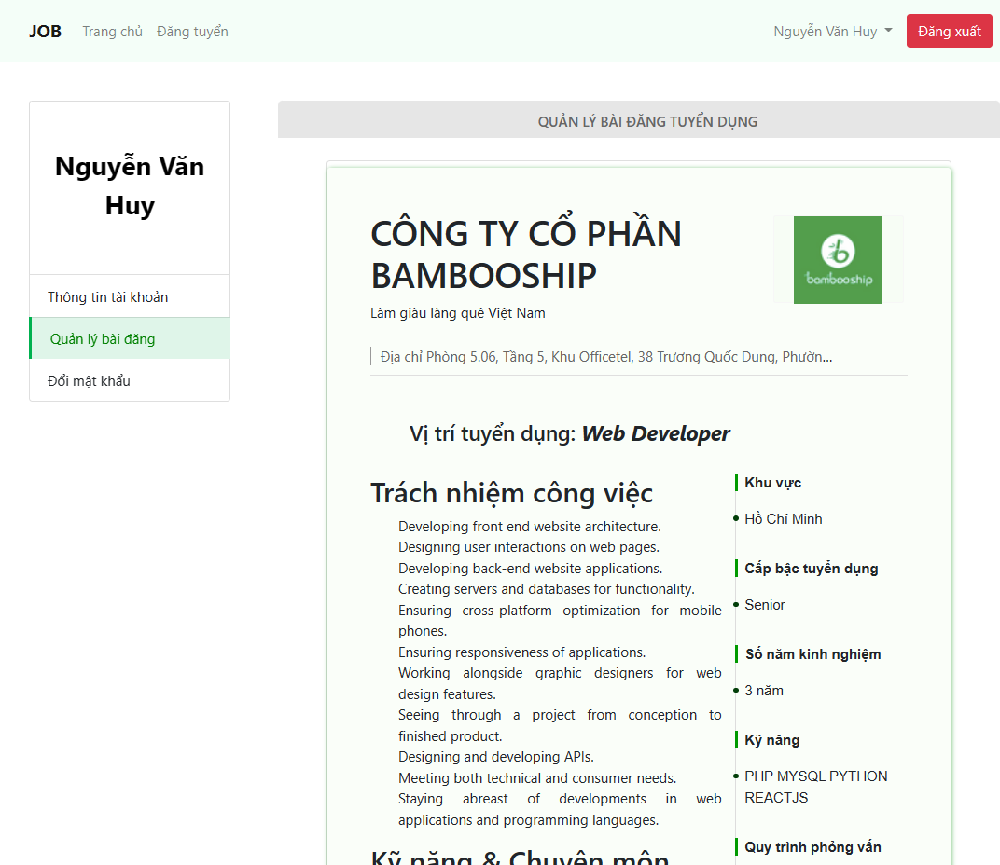 JOB Trang chủ Đăng tuyển Nguyễn Văn Huy Đăng xuất
Nguyễn Văn
Huy
Thông tin tài khoản
Quản lý bài đăng
Đổi mật khẩu
QUẢN LÝ BÀI ĐĂNG TUYỂN DỤNG
CÔNG TY CỔ PHẦN
BAMBOOSHIP
bambooship
Làm giàu làng quê Việt Nam
Địa chỉ Phòng 5.06, Tầng 5, Khu Officetel, 38 Trương Quốc Dung, Phườn...
Vị trí tuyển dụng: Web Developer
Trách nhiệm công việc
Developing front end website architecture.
Designing user interactions on web pages.
Developing back-end website applications.
Creating servers and databases for functionality.
Ensuring cross-platform optimization for mobile
phones.
Ensuring responsiveness of applications.
Working alongside graphic designers for web
design features.
Seeing through a project from conception to
finished product.
Designing and developing APIs.
Meeting both technical and consumer needs.
Staying abreast of developments in web
applications and programming languages.
Kỹ năng & Chuyên môn
Khu vực
Hồ Chí Minh
Cấp bậc tuyển dụng
Senior
Số năm kinh nghiệm
3 năm
Kỹ năng
PHP MYSQL PYTHON
REACTJS
Quy trình phỏng vấn